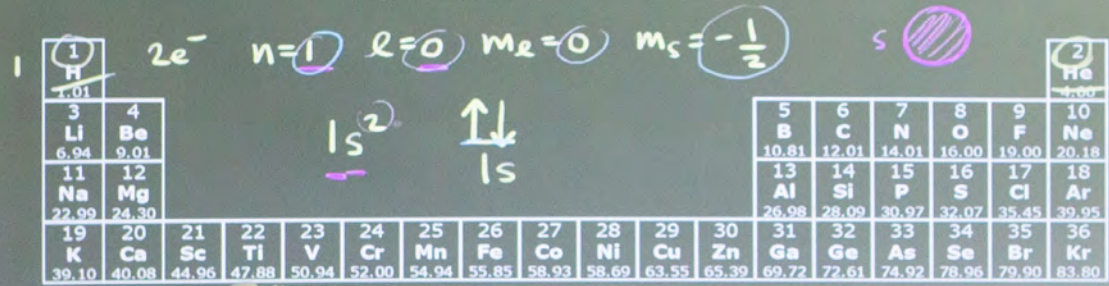 1 2e⁻ n=1 ℓ=0 mℓ=0 ms=-1/2 s
1 2
H He
1.01 4.00
1s² ↑↓
1s
3 4 5 6 7 8 9 10
Li Be B C N O F Ne
6.94 9.01 10.81 12.01 14.01 16.00 19.00 20.18
11 12 13 14 15 16 17 18
Na Mg Al Si P S Cl Ar
22.99 24.30 26.98 28.09 30.97 32.07 35.45 39.95
19 20 21 22 23 24 25 26 27 28 29 30 31 32 33 34 35 36
K Ca Sc Ti V Cr Mn Fe Co Ni Cu Zn Ga Ge As Se Br Kr
39.10 40.08 44.96 47.88 50.94 52.00 54.94 55.85 58.93 58.69 63.55 65.39 69.72 72.61 74.92 78.96 79.90 83.80